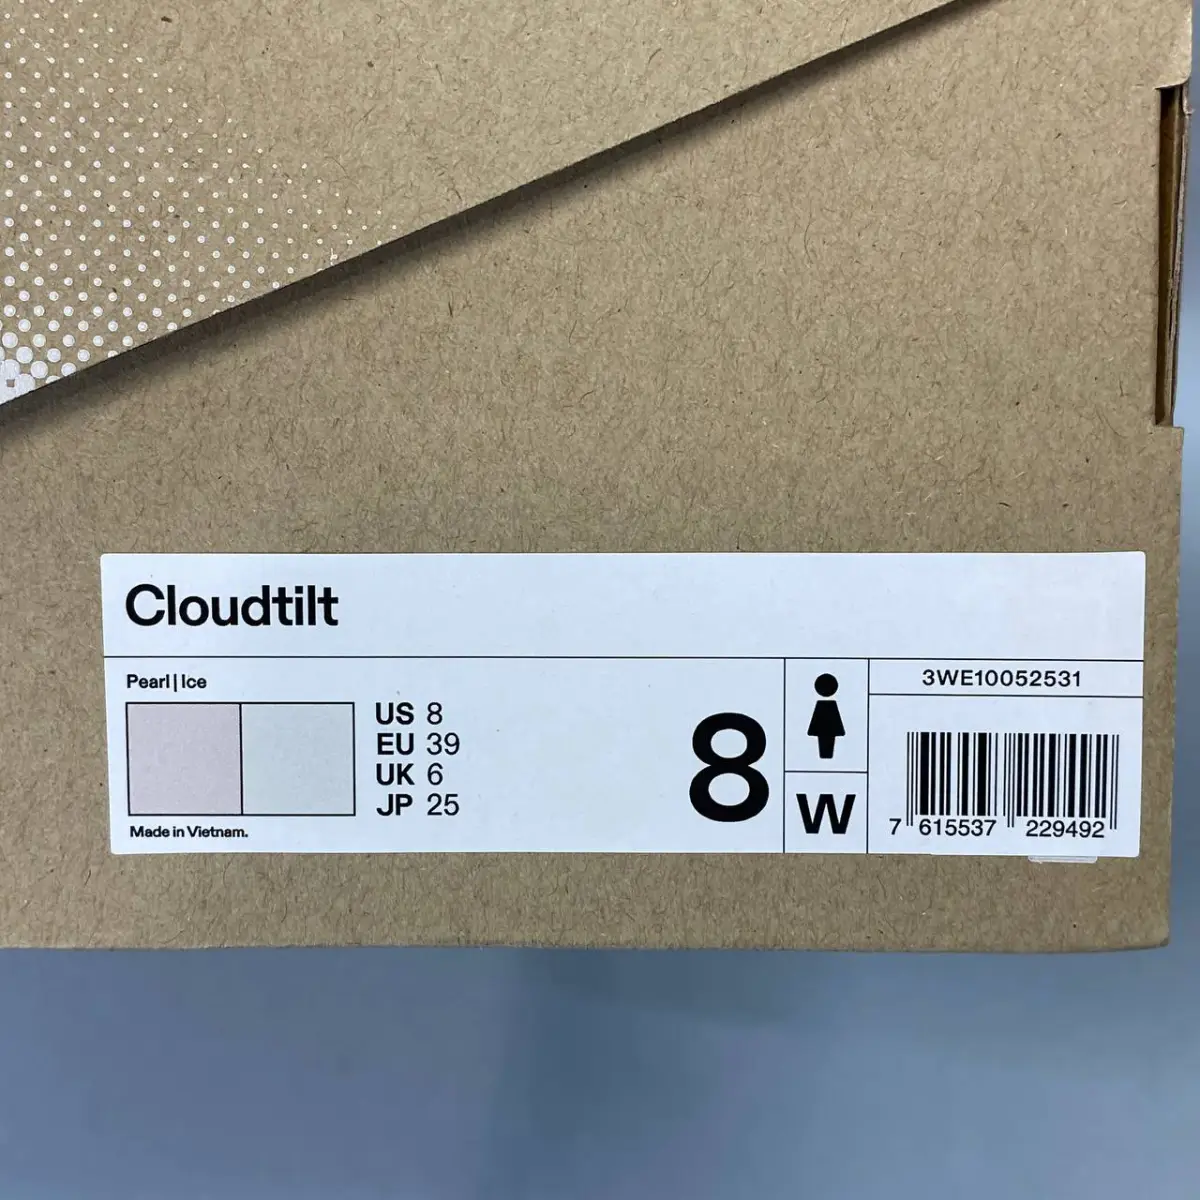 Cloudtilt
Pearl|Ice
US 8
EU 39
UK 6
JP 25
Made in Vietnam.
8
W
3WE10052531
7 615537 229492